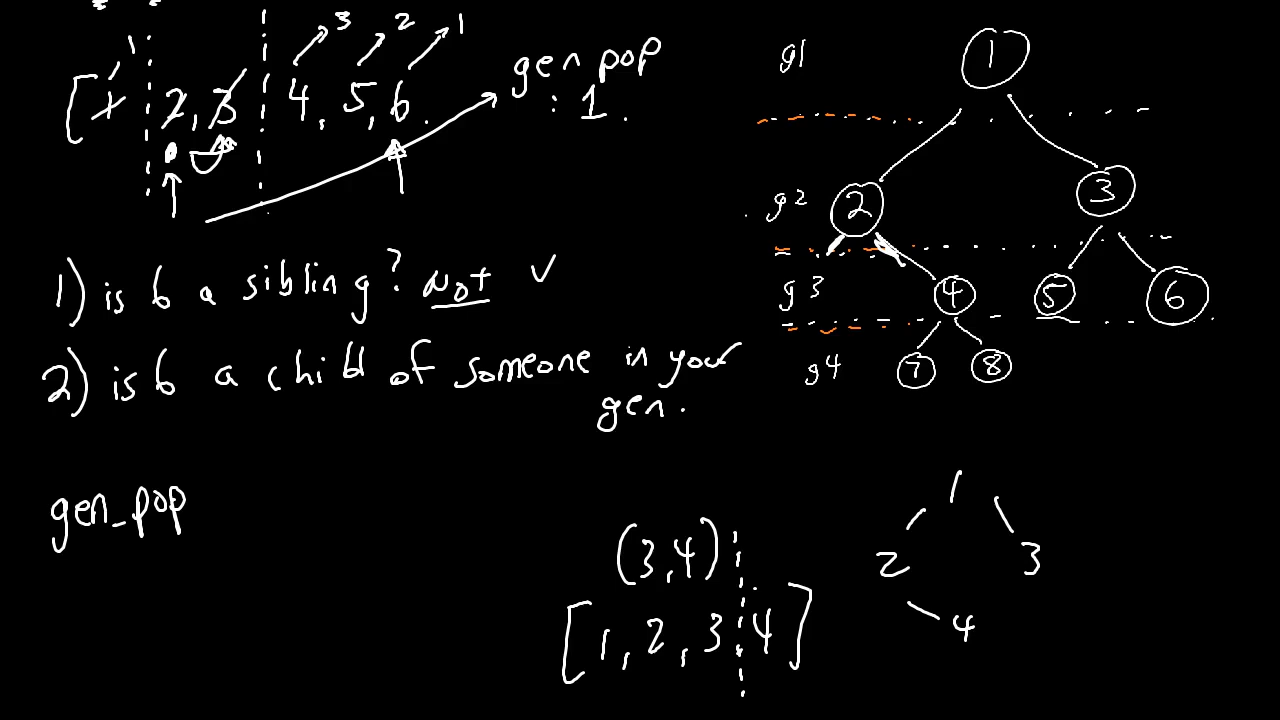 3 2 1
1
[1 2, 3 4, 5, 6.
gen pop
: 1.
1) is 6 a sibling? Not ✓
2) is 6 a child of someone in your
gen.
gen_pop
(3,4)
[1, 2, 3 4]
g1 1
g2 2 3
g3 4 5 6
g4 7 8
1
2 3
4